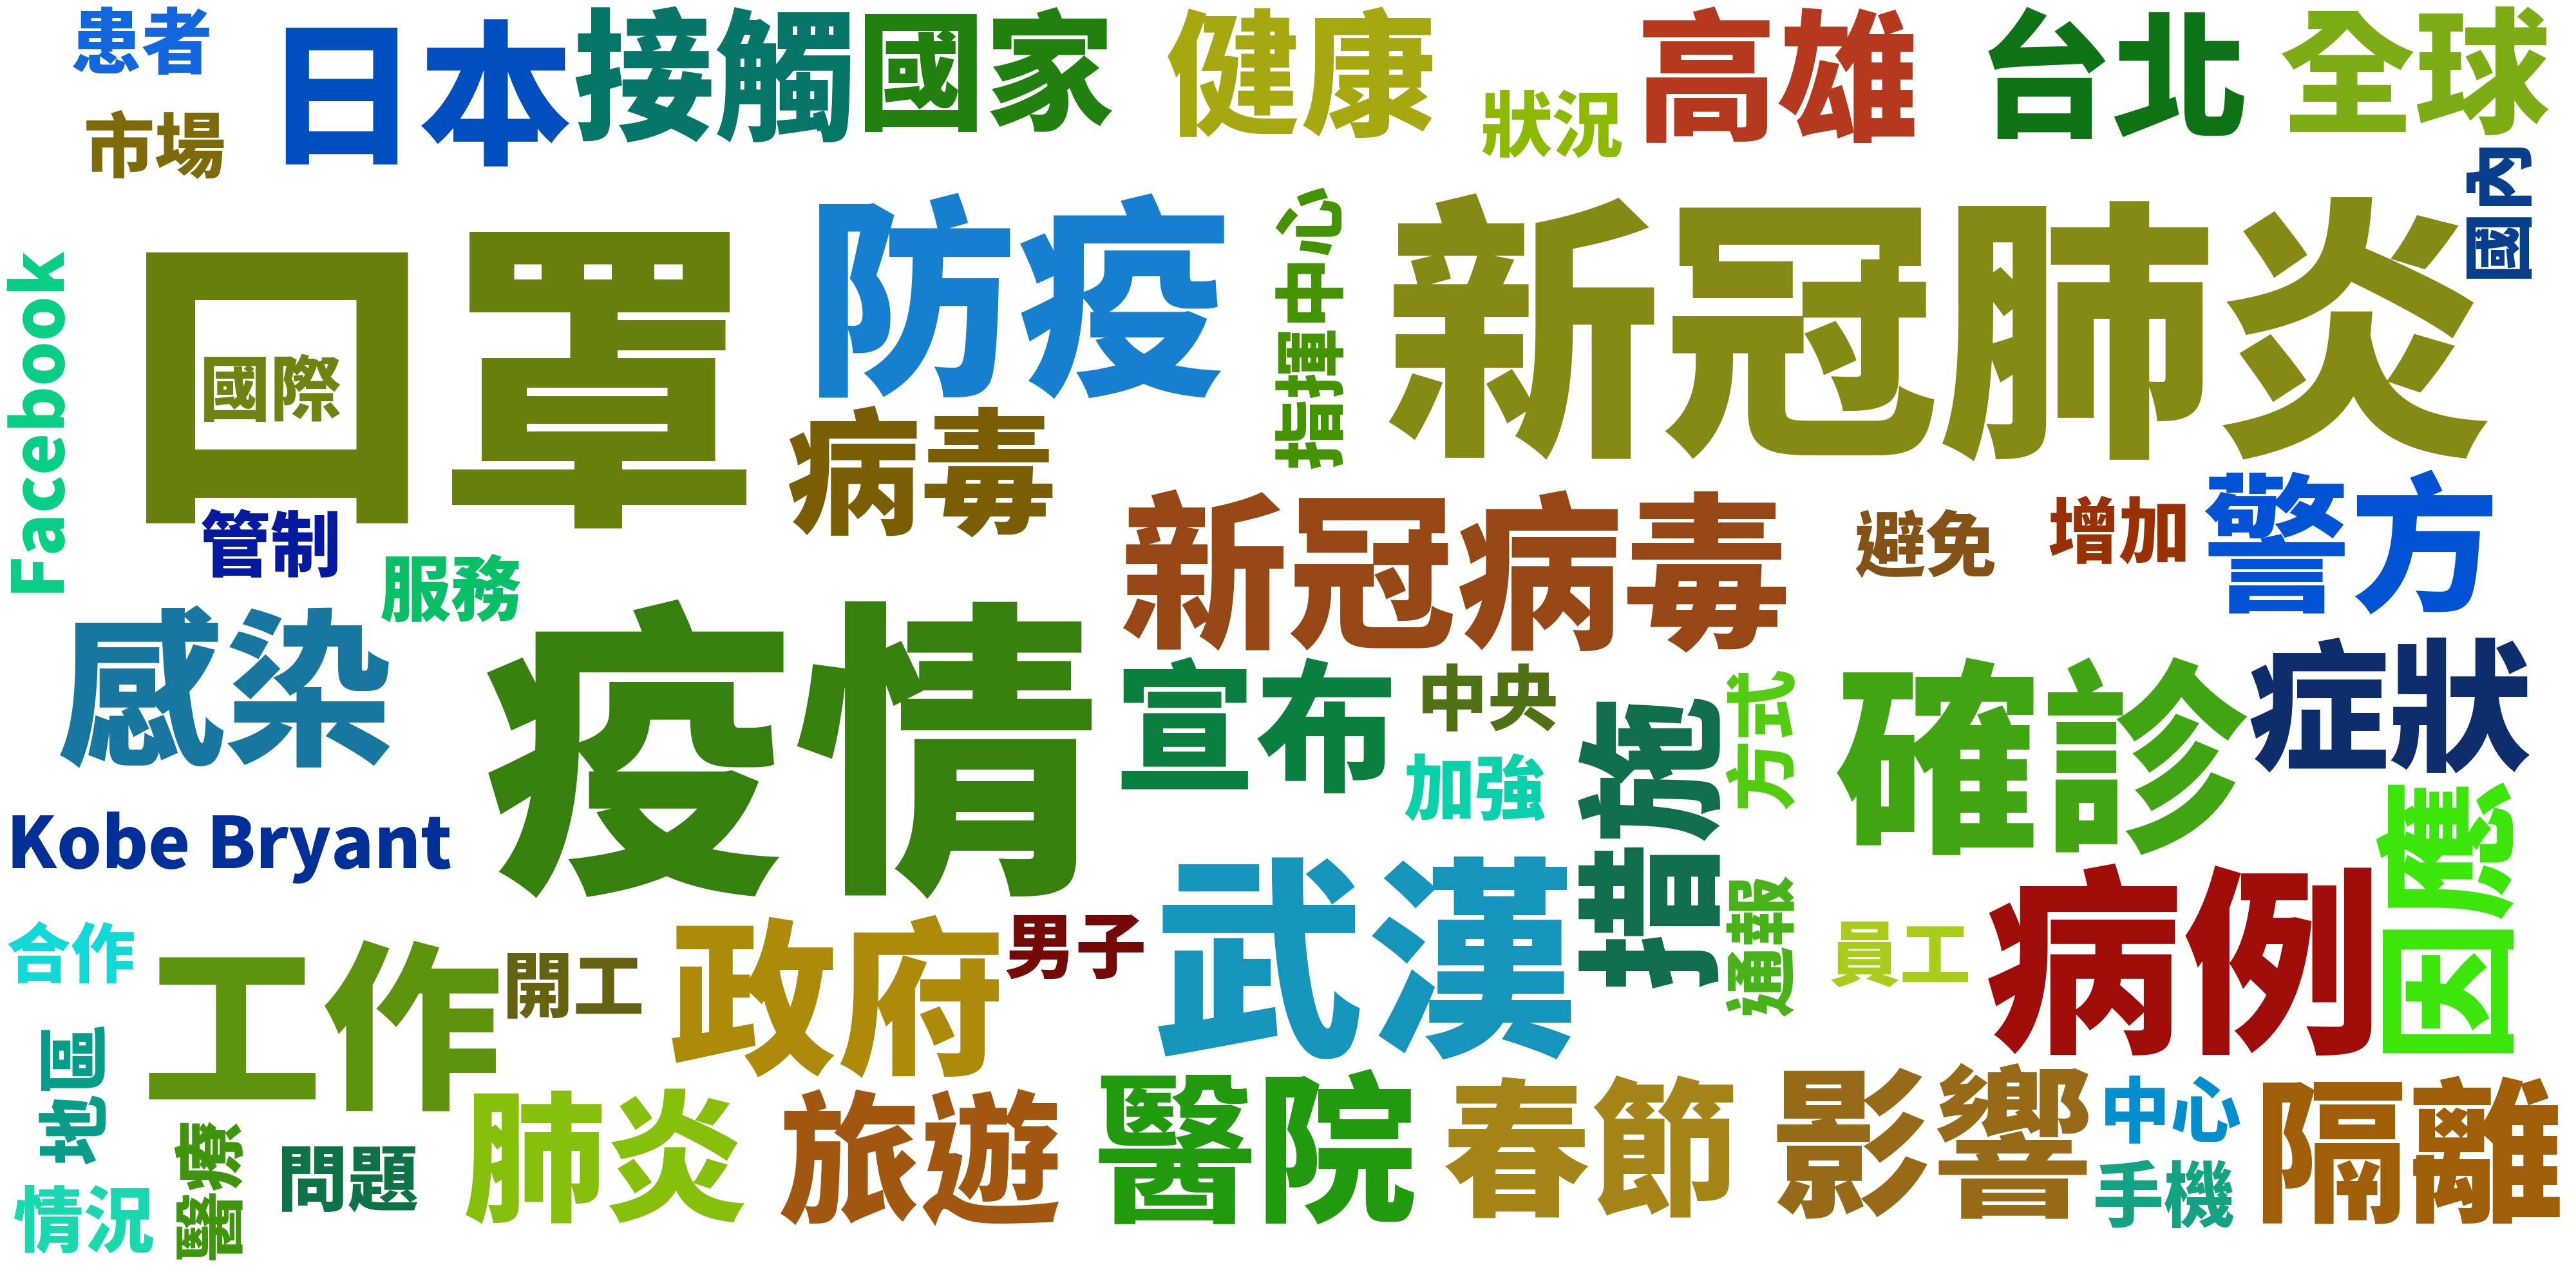 患者
日本
接觸
國家
健康
狀況
高雄
台北
全球
市場
國內
口罩
國際
防疫
指揮中心
新冠肺炎
Facebook
病毒
新冠病毒
避免
增加
警方
管制
服務
感染
疫情
宣布
中央
措施
方式
確診
症狀
加強
因應
Kobe Bryant
武漢
病例
合作
工作
開工
政府
男子
通報
員工
地區
肺炎
旅遊
醫院
春節
影響
中心
隔離
醫療
問題
情況
手機